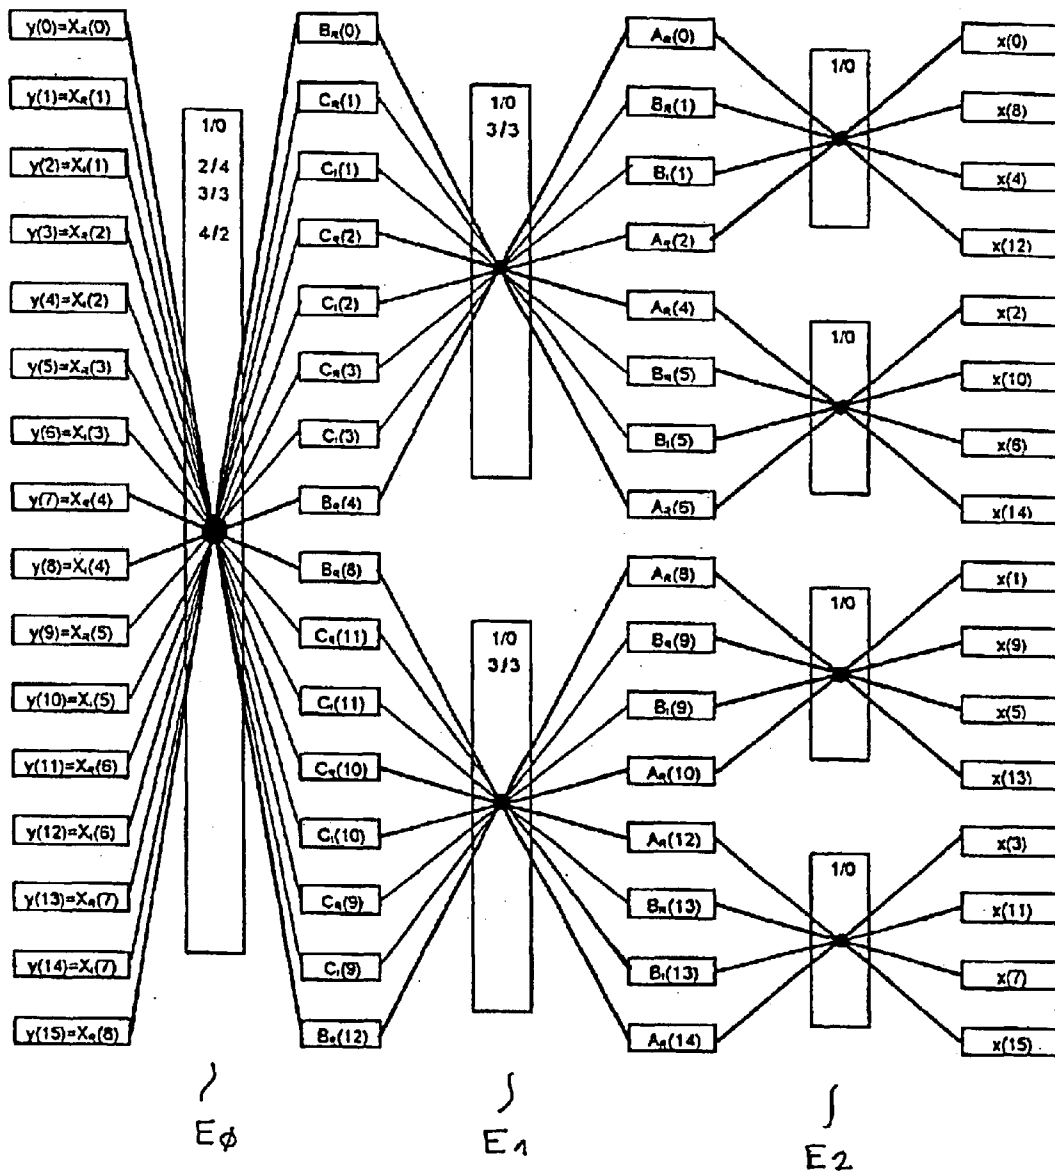 y(0)=XR(0)
y(1)=XR(1)
y(2)=XI(1)
y(3)=XR(2)
y(4)=XI(2)
y(5)=XR(3)
y(6)=XI(3)
y(7)=XR(4)
y(8)=XI(4)
y(9)=XR(5)
y(10)=XI(5)
y(11)=XR(6)
y(12)=XI(6)
y(13)=XR(7)
y(14)=XI(7)
y(15)=XR(8)
1/0
2/4
3/3
4/2
BR(0)
CR(1)
CI(1)
CR(2)
CI(2)
CR(3)
CI(3)
BR(4)
BR(8)
CR(11)
CI(11)
CR(10)
CI(10)
CR(9)
CI(9)
BR(12)
1/0
3/3
1/0
3/3
AR(0)
BR(1)
BI(1)
AR(2)
AR(4)
BR(5)
BI(5)
AR(6)
AR(8)
BR(9)
BI(9)
AR(10)
AR(12)
BR(13)
BI(13)
AR(14)
1/0
1/0
1/0
1/0
x(0)
x(8)
x(4)
x(12)
x(2)
x(10)
x(6)
x(14)
x(1)
x(9)
x(5)
x(13)
x(3)
x(11)
x(7)
x(15)
EØ
E1
E2